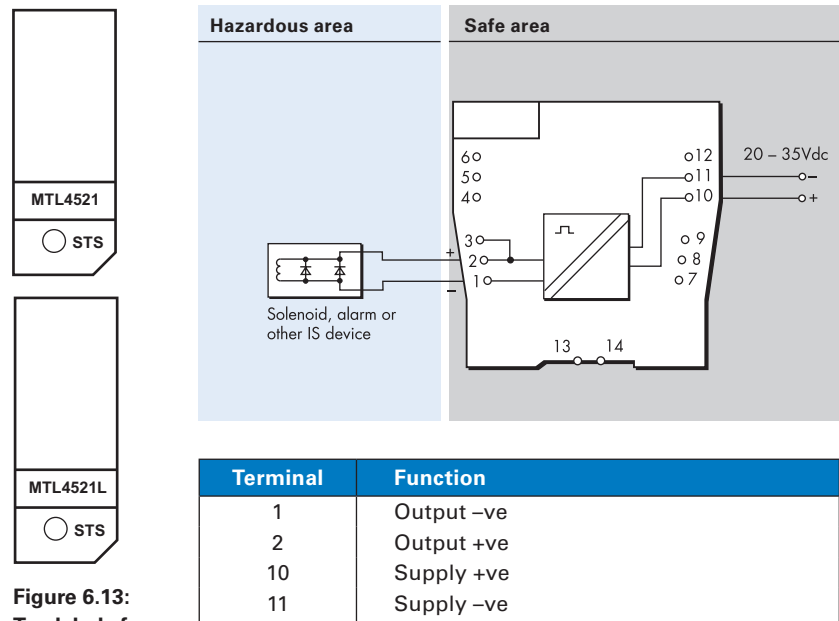 Hazardous area
Safe area
6
5
4
3
+
2
1
–
12
11
10
20 – 35Vdc
–
+
9
8
7
13
14
Solenoid, alarm or
other IS device
MTL4521
STS
MTL4521L
STS
Figure 6.13:
Terminal Function
1 Output –ve
2 Output +ve
10 Supply +ve
11 Supply –ve